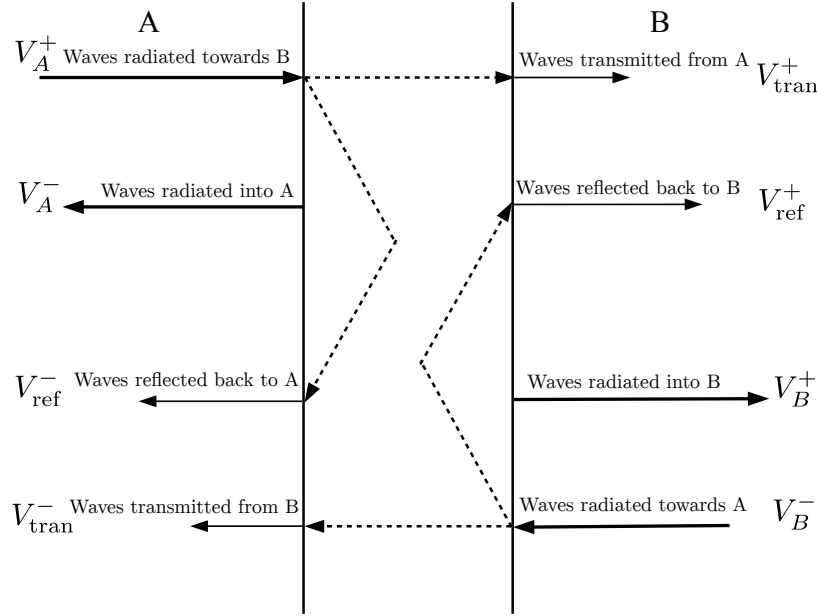 A
B
V_A^+ Waves radiated towards B
Waves transmitted from A V_tran^+
V_A^- Waves radiated into A
Waves reflected back to B V_ref^+
V_ref^- Waves reflected back to A
Waves radiated into B V_B^+
V_tran^- Waves transmitted from B
Waves radiated towards A V_B^-